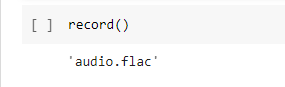 [ ] record()
'audio.flac'